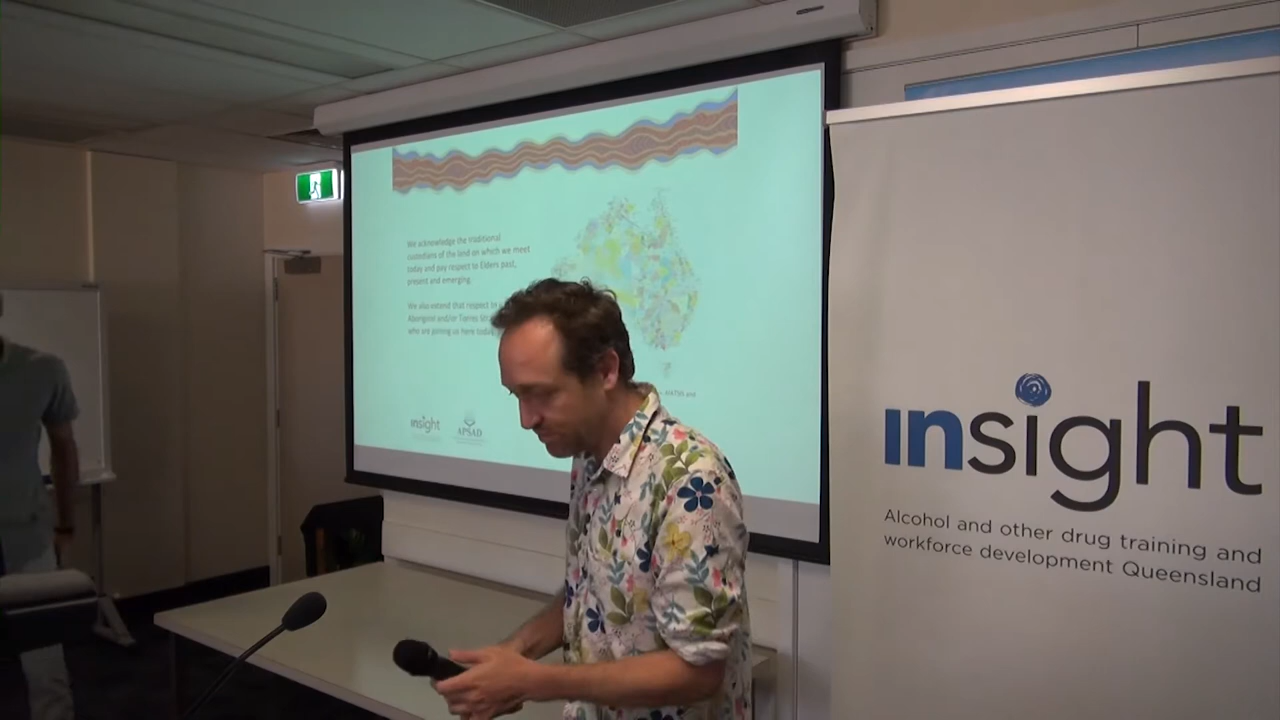 We acknowledge the traditional
custodians of the land on which we meet
today and pay respect to Elders past,
present and emerging.
We also extend that respect to
Aboriginal and/or Torres
who are joining us here today
insight
APSAD
insight
Alcohol and other drug training and
workforce development Queensland